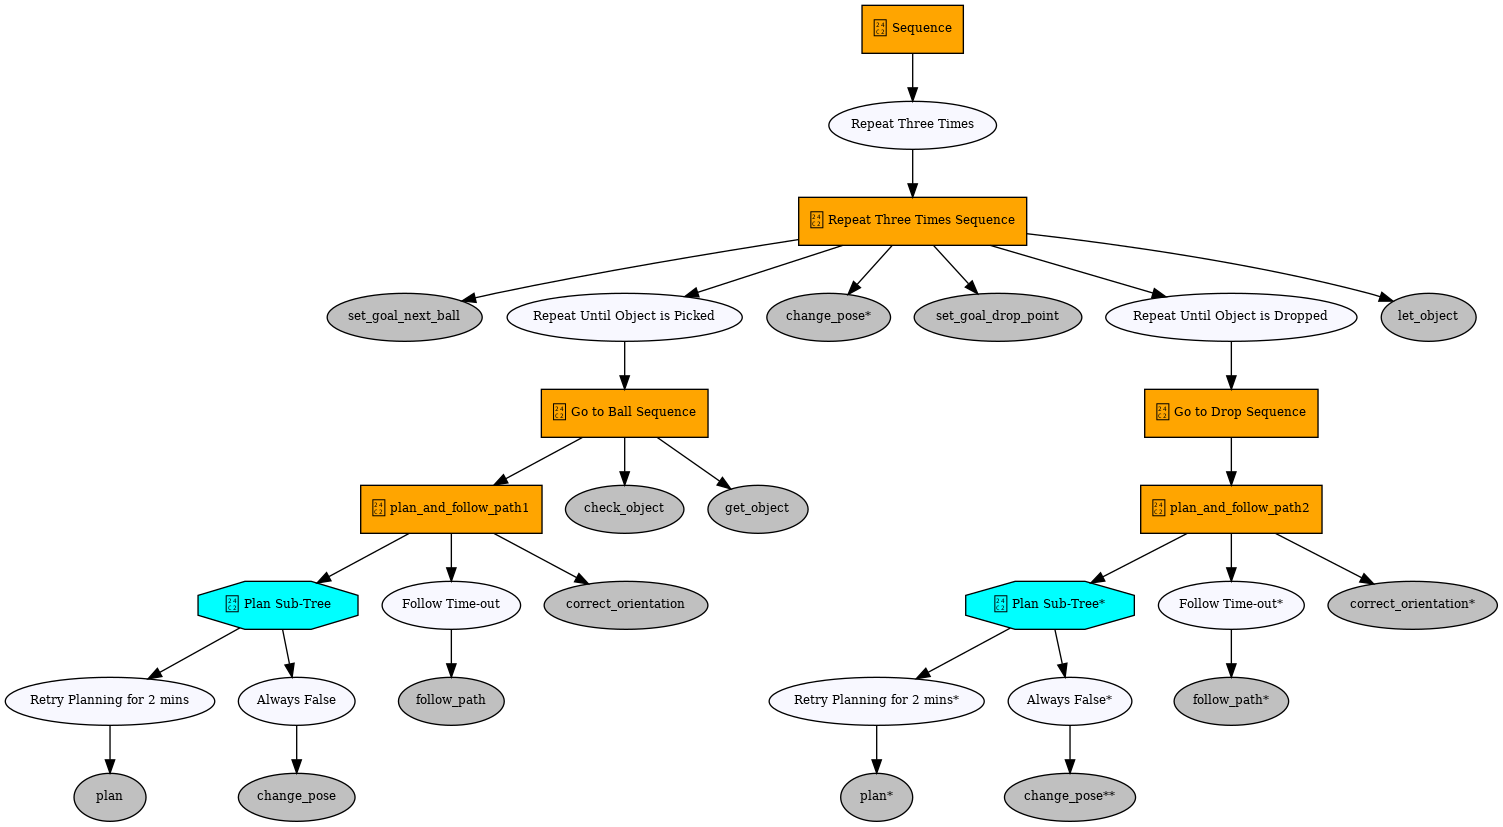 Sequence
Repeat Three Times
Repeat Three Times Sequence
set_goal_next_ball
Repeat Until Object is Picked
change_pose*
set_goal_drop_point
Repeat Until Object is Dropped
let_object
Go to Ball Sequence
Go to Drop Sequence
plan_and_follow_path1
check_object
get_object
plan_and_follow_path2
Plan Sub-Tree
Follow Time-out
correct_orientation
Plan Sub-Tree*
Follow Time-out*
correct_orientation*
Retry Planning for 2 mins
Always False
follow_path
Retry Planning for 2 mins*
Always False*
follow_path*
plan
change_pose
plan*
change_pose**